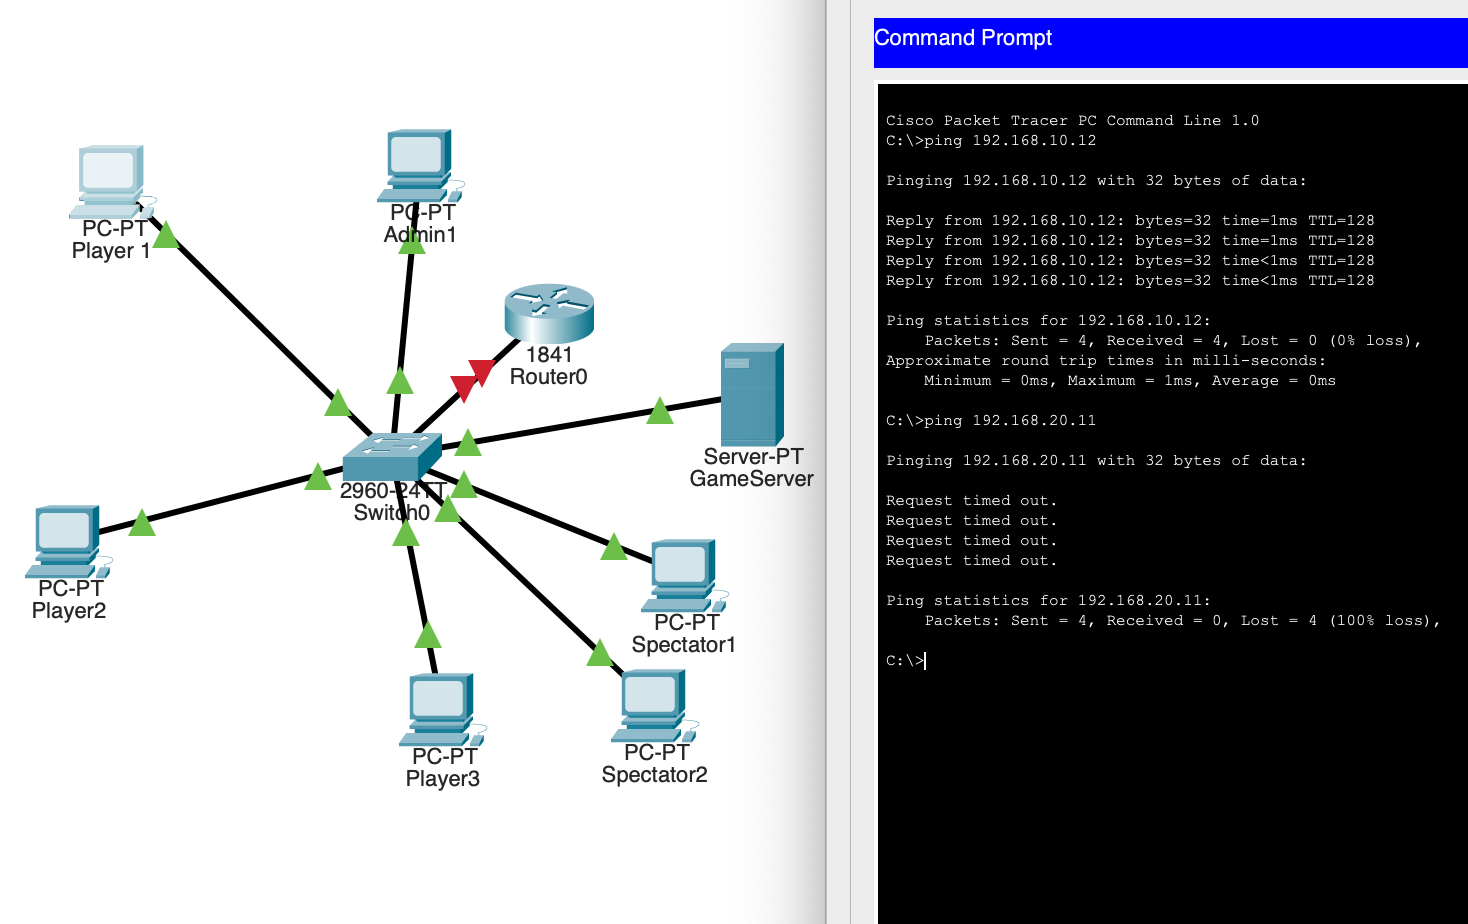 PC-PT
Player 1
PC-PT
Admin1
1841
Router0
Server-PT
GameServer
2960-24TT
Switch0
PC-PT
Player2
PC-PT
Spectator1
PC-PT
Player3
PC-PT
Spectator2
Command Prompt
Cisco Packet Tracer PC Command Line 1.0
C:\>ping 192.168.10.12
Pinging 192.168.10.12 with 32 bytes of data:
Reply from 192.168.10.12: bytes=32 time=1ms TTL=128
Reply from 192.168.10.12: bytes=32 time=1ms TTL=128
Reply from 192.168.10.12: bytes=32 time<1ms TTL=128
Reply from 192.168.10.12: bytes=32 time<1ms TTL=128
Ping statistics for 192.168.10.12:
Packets: Sent = 4, Received = 4, Lost = 0 (0% loss),
Approximate round trip times in milli-seconds:
Minimum = 0ms, Maximum = 1ms, Average = 0ms
C:\>ping 192.168.20.11
Pinging 192.168.20.11 with 32 bytes of data:
Request timed out.
Request timed out.
Request timed out.
Request timed out.
Ping statistics for 192.168.20.11:
Packets: Sent = 4, Received = 0, Lost = 4 (100% loss),
C:\>